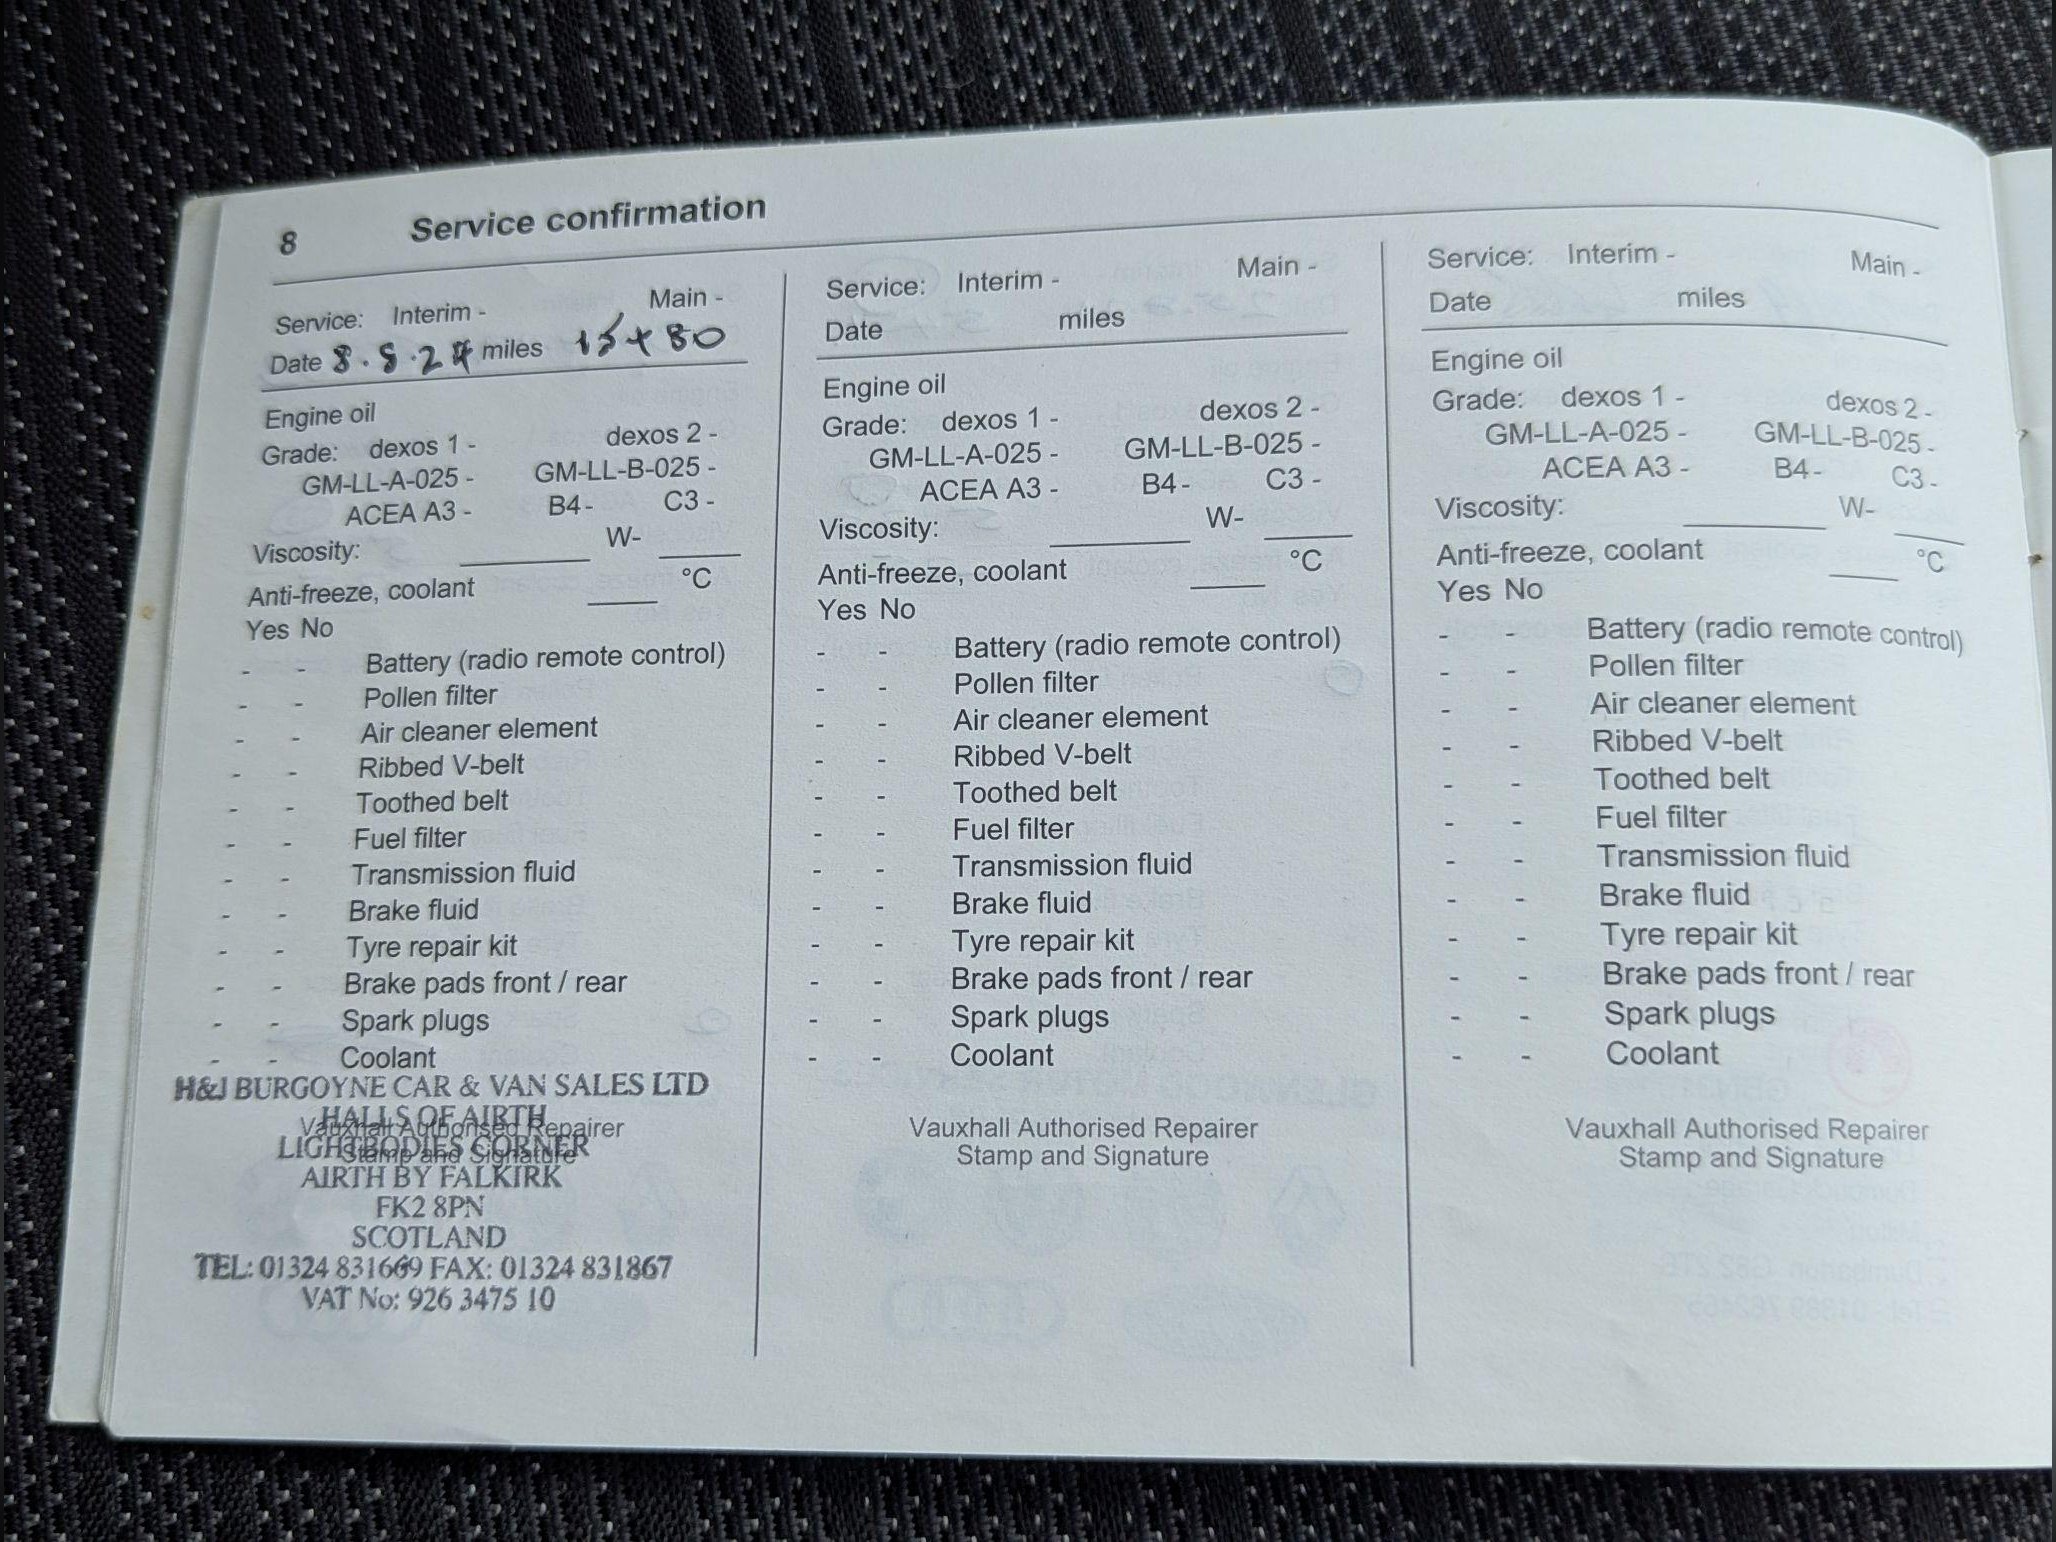 8 Service confirmation
Service: Interim - Main -
Date 8.5.24 miles
Engine oil
Grade: dexos 1 - dexos 2 -
GM-LL-A-025 - GM-LL-B-025 -
ACEA A3 - B4 - C3 -
Viscosity: W-
Anti-freeze, coolant °C
Yes No
- - Battery (radio remote control)
- - Pollen filter
- - Air cleaner element
- - Ribbed V-belt
- - Toothed belt
- - Fuel filter
- - Transmission fluid
- - Brake fluid
- - Tyre repair kit
- - Brake pads front / rear
- - Spark plugs
- - Coolant
H&J BURGOYNE CAR & VAN SALES LTD
HALLS OF AIRTH
Vauxhall Authorised Repairer
LIGHTBODIES CORNER
Stamp and Signature
AIRTH BY FALKIRK
FK2 8PN
SCOTLAND
TEL: 01324 831669 FAX: 01324 831867
VAT No: 926 3475 10
Service: Interim - Main -
Date miles
Engine oil
Grade: dexos 1 - dexos 2 -
GM-LL-A-025 - GM-LL-B-025 -
ACEA A3 - B4 - C3 -
Viscosity: W-
Anti-freeze, coolant °C
Yes No
- - Battery (radio remote control)
- - Pollen filter
- - Air cleaner element
- - Ribbed V-belt
- - Toothed belt
- - Fuel filter
- - Transmission fluid
- - Brake fluid
- - Tyre repair kit
- - Brake pads front / rear
- - Spark plugs
- - Coolant
Vauxhall Authorised Repairer
Stamp and Signature
Service: Interim - Main -
Date miles
Engine oil
Grade: dexos 1 - dexos 2 -
GM-LL-A-025 - GM-LL-B-025 -
ACEA A3 - B4 - C3 -
Viscosity: W-
Anti-freeze, coolant °C
Yes No
- - Battery (radio remote control)
- - Pollen filter
- - Air cleaner element
- - Ribbed V-belt
- - Toothed belt
- - Fuel filter
- - Transmission fluid
- - Brake fluid
- - Tyre repair kit
- - Brake pads front / rear
- - Spark plugs
- - Coolant
Vauxhall Authorised Repairer
Stamp and Signature